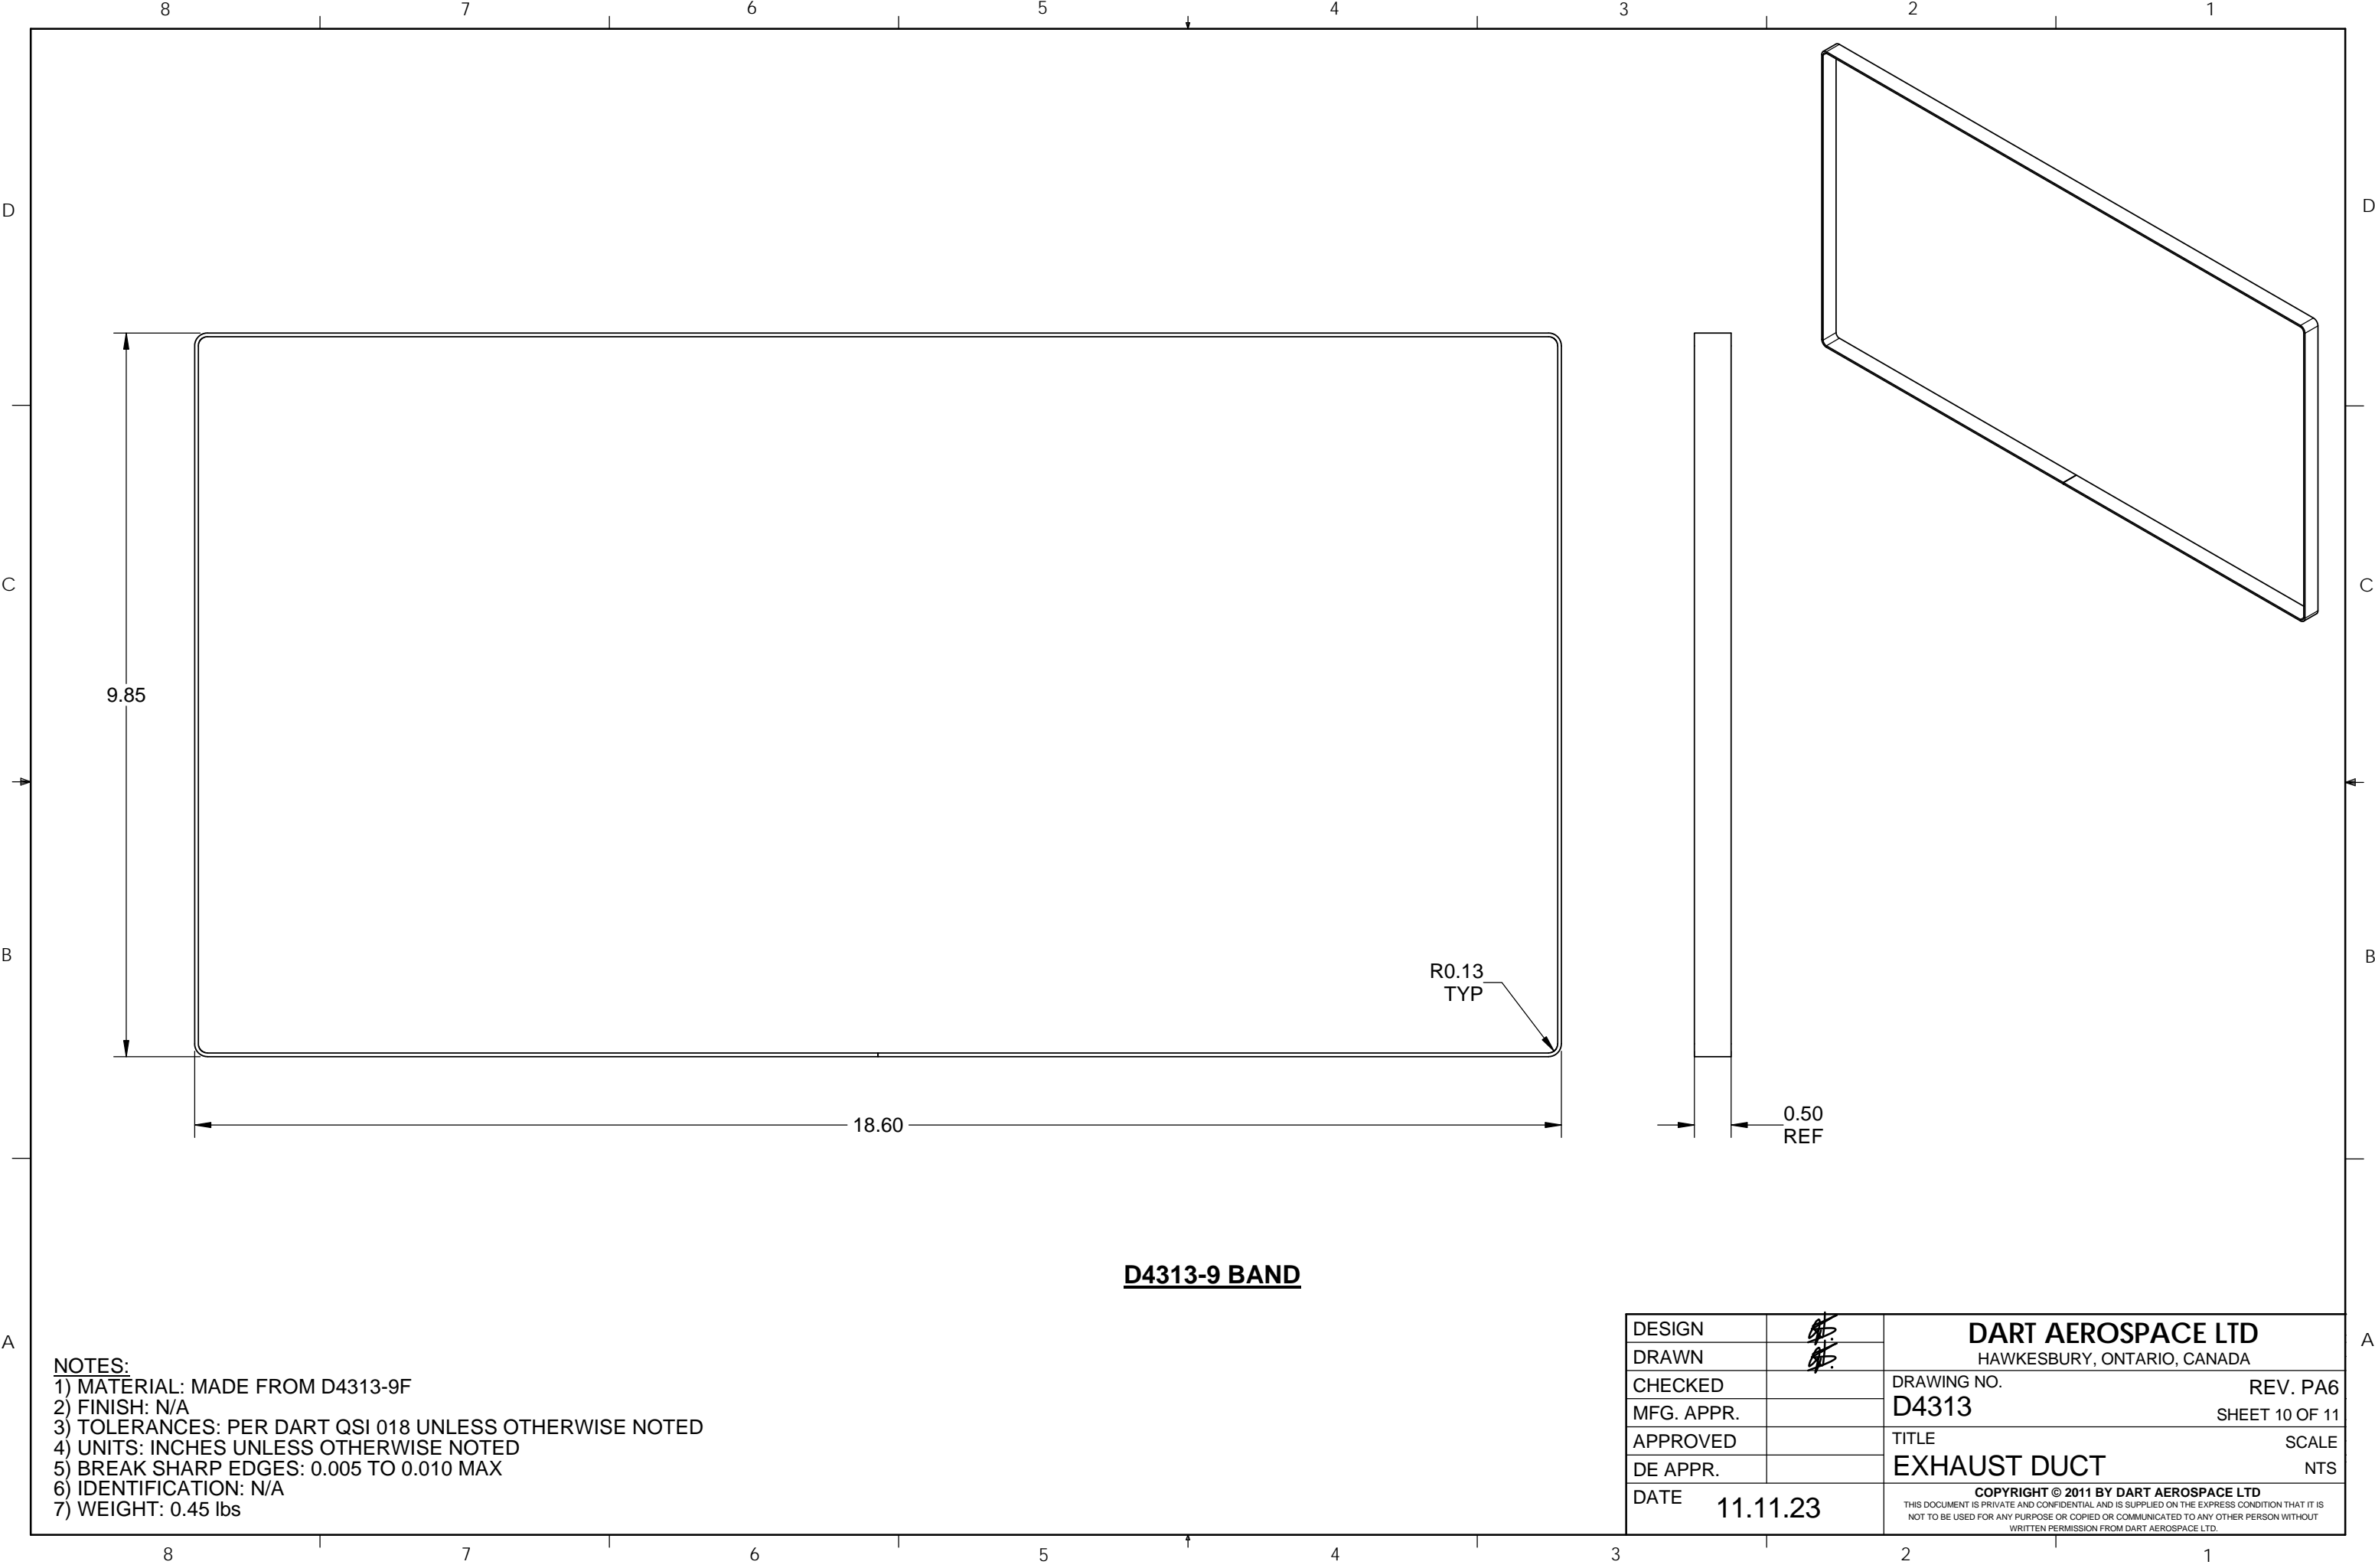 8 7 6 5 4 3 2 1
D D
C C
9.85
B B
R0.13
TYP
18.60
0.50
REF
D4313-9 BAND
A A
NOTES:
1) MATERIAL: MADE FROM D4313-9F
2) FINISH: N/A
3) TOLERANCES: PER DART QSI 018 UNLESS OTHERWISE NOTED
4) UNITS: INCHES UNLESS OTHERWISE NOTED
5) BREAK SHARP EDGES: 0.005 TO 0.010 MAX
6) IDENTIFICATION: N/A
7) WEIGHT: 0.45 lbs
DESIGN
DRAWN
CHECKED
MFG. APPR.
APPROVED
DE APPR.
DATE 11.11.23
DART AEROSPACE LTD
HAWKESBURY, ONTARIO, CANADA
DRAWING NO. REV. PA6
D4313 SHEET 10 OF 11
TITLE SCALE
EXHAUST DUCT NTS
COPYRIGHT © 2011 BY DART AEROSPACE LTD
THIS DOCUMENT IS PRIVATE AND CONFIDENTIAL AND IS SUPPLIED ON THE EXPRESS CONDITION THAT IT IS
NOT TO BE USED FOR ANY PURPOSE OR COPIED OR COMMUNICATED TO ANY OTHER PERSON WITHOUT
WRITTEN PERMISSION FROM DART AEROSPACE LTD.
8 7 6 5 4 3 2 1